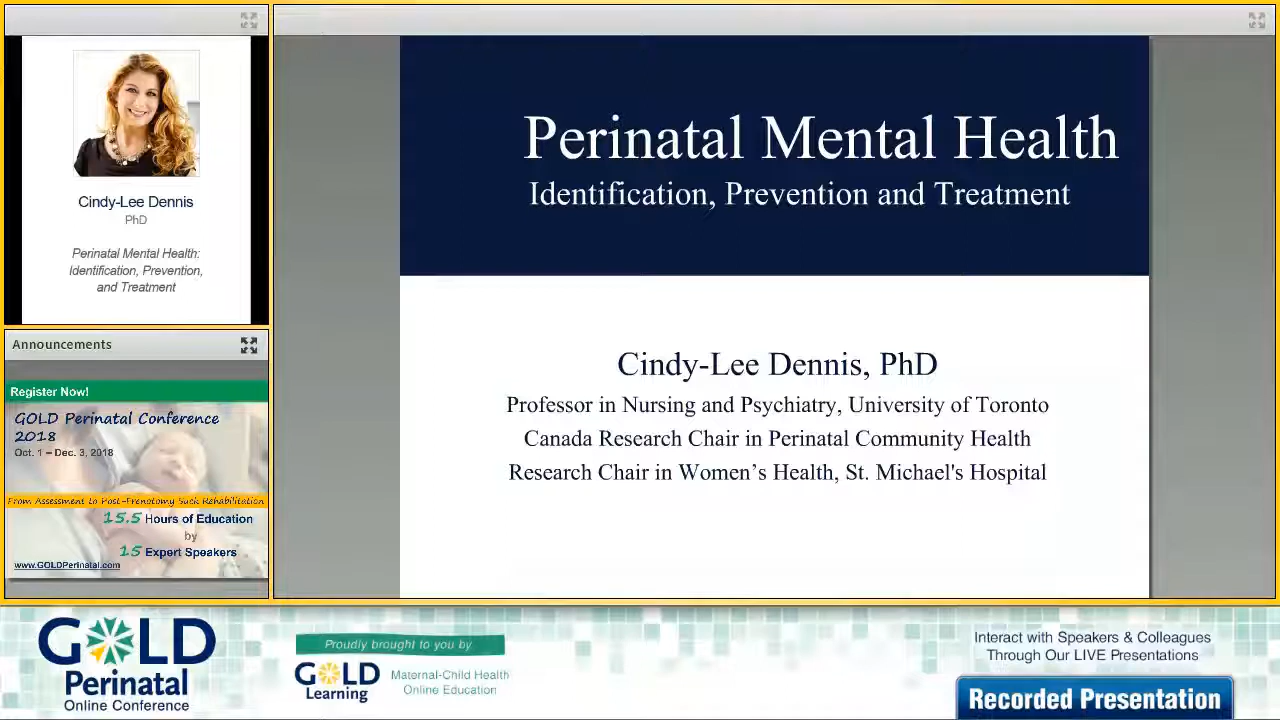 Cindy-Lee Dennis
PhD
Perinatal Mental Health:
Identification, Prevention,
and Treatment
Announcements
Register Now!
GOLD Perinatal Conference
2018
Oct. 1 – Dec. 3, 2018
From Assessment to Post-Frenotomy Suck Rehabilitation
15.5 Hours of Education
by
15 Expert Speakers
www.GOLDPerinatal.com
Perinatal Mental Health
Identification, Prevention and Treatment
Cindy-Lee Dennis, PhD
Professor in Nursing and Psychiatry, University of Toronto
Canada Research Chair in Perinatal Community Health
Research Chair in Women’s Health, St. Michael's Hospital
GOLD
Perinatal
Online Conference
Proudly brought to you by
GOLD
Learning
Maternal-Child Health
Online Education
Interact with Speakers & Colleagues
Through Our LIVE Presentations
Recorded Presentation